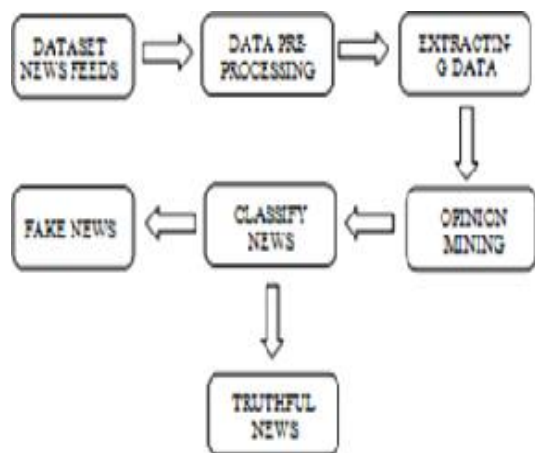 DATASET
NEWS FEEDS
DATA PRE-
PROCESSING
EXTRACTIN-
G DATA
OPINION
MINING
CLASSIFY
NEWS
FAKE NEWS
TRUTHFUL
NEWS